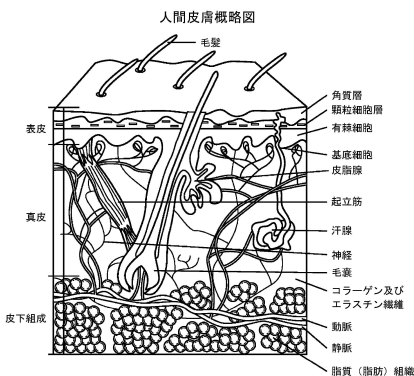 人間皮膚概略図
毛髪
角質層
顆粒細胞層
有棘細胞
基底細胞
皮脂腺
起立筋
汗腺
神経
毛嚢
コラーゲン及び
エラスチン繊維
動脈
静脈
脂質（脂肪）組織
表皮
真皮
皮下組成